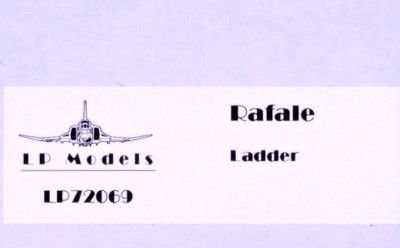 LP Models
LP72069
Rafale
Ladder